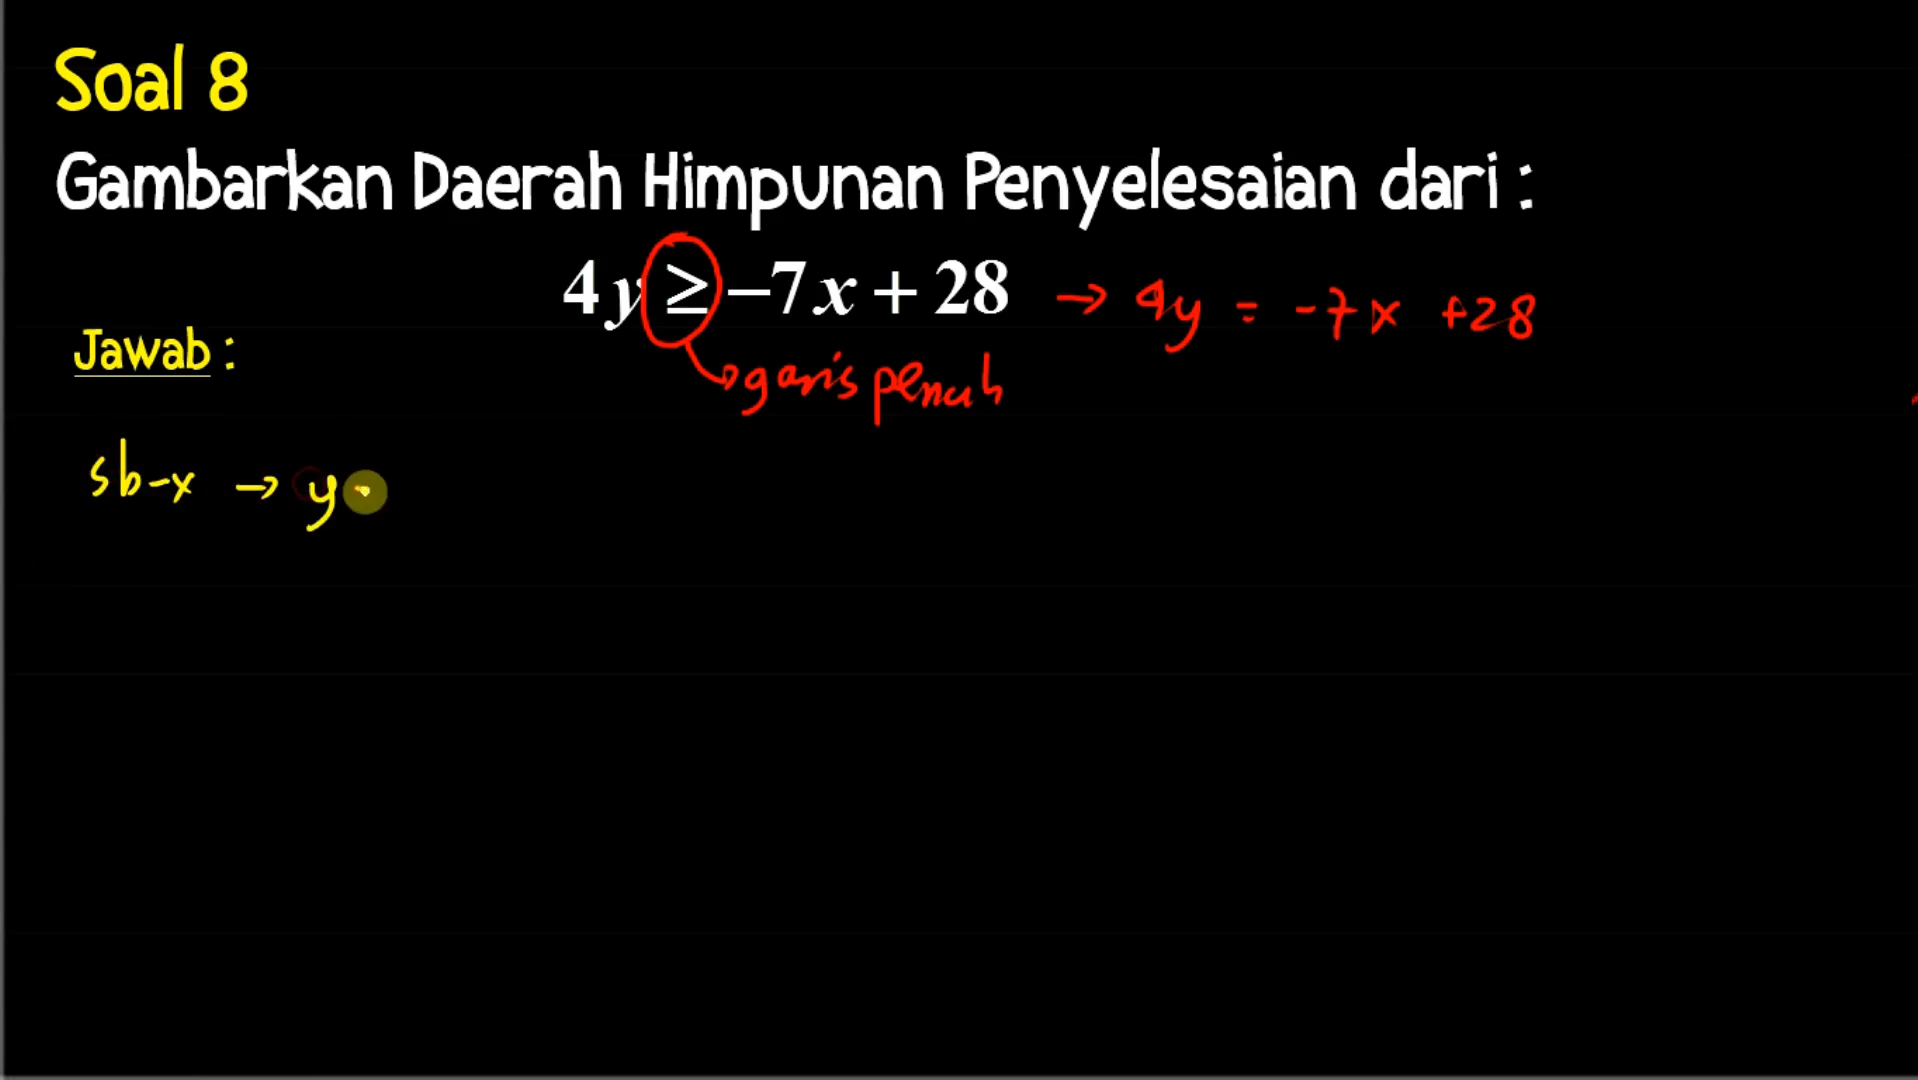 Soal 8
Gambarkan Daerah Himpunan Penyelesaian dari :
4y ≥ −7x + 28 → 4y = -7x +28
Jawab :
garis penuh
sb-x → y